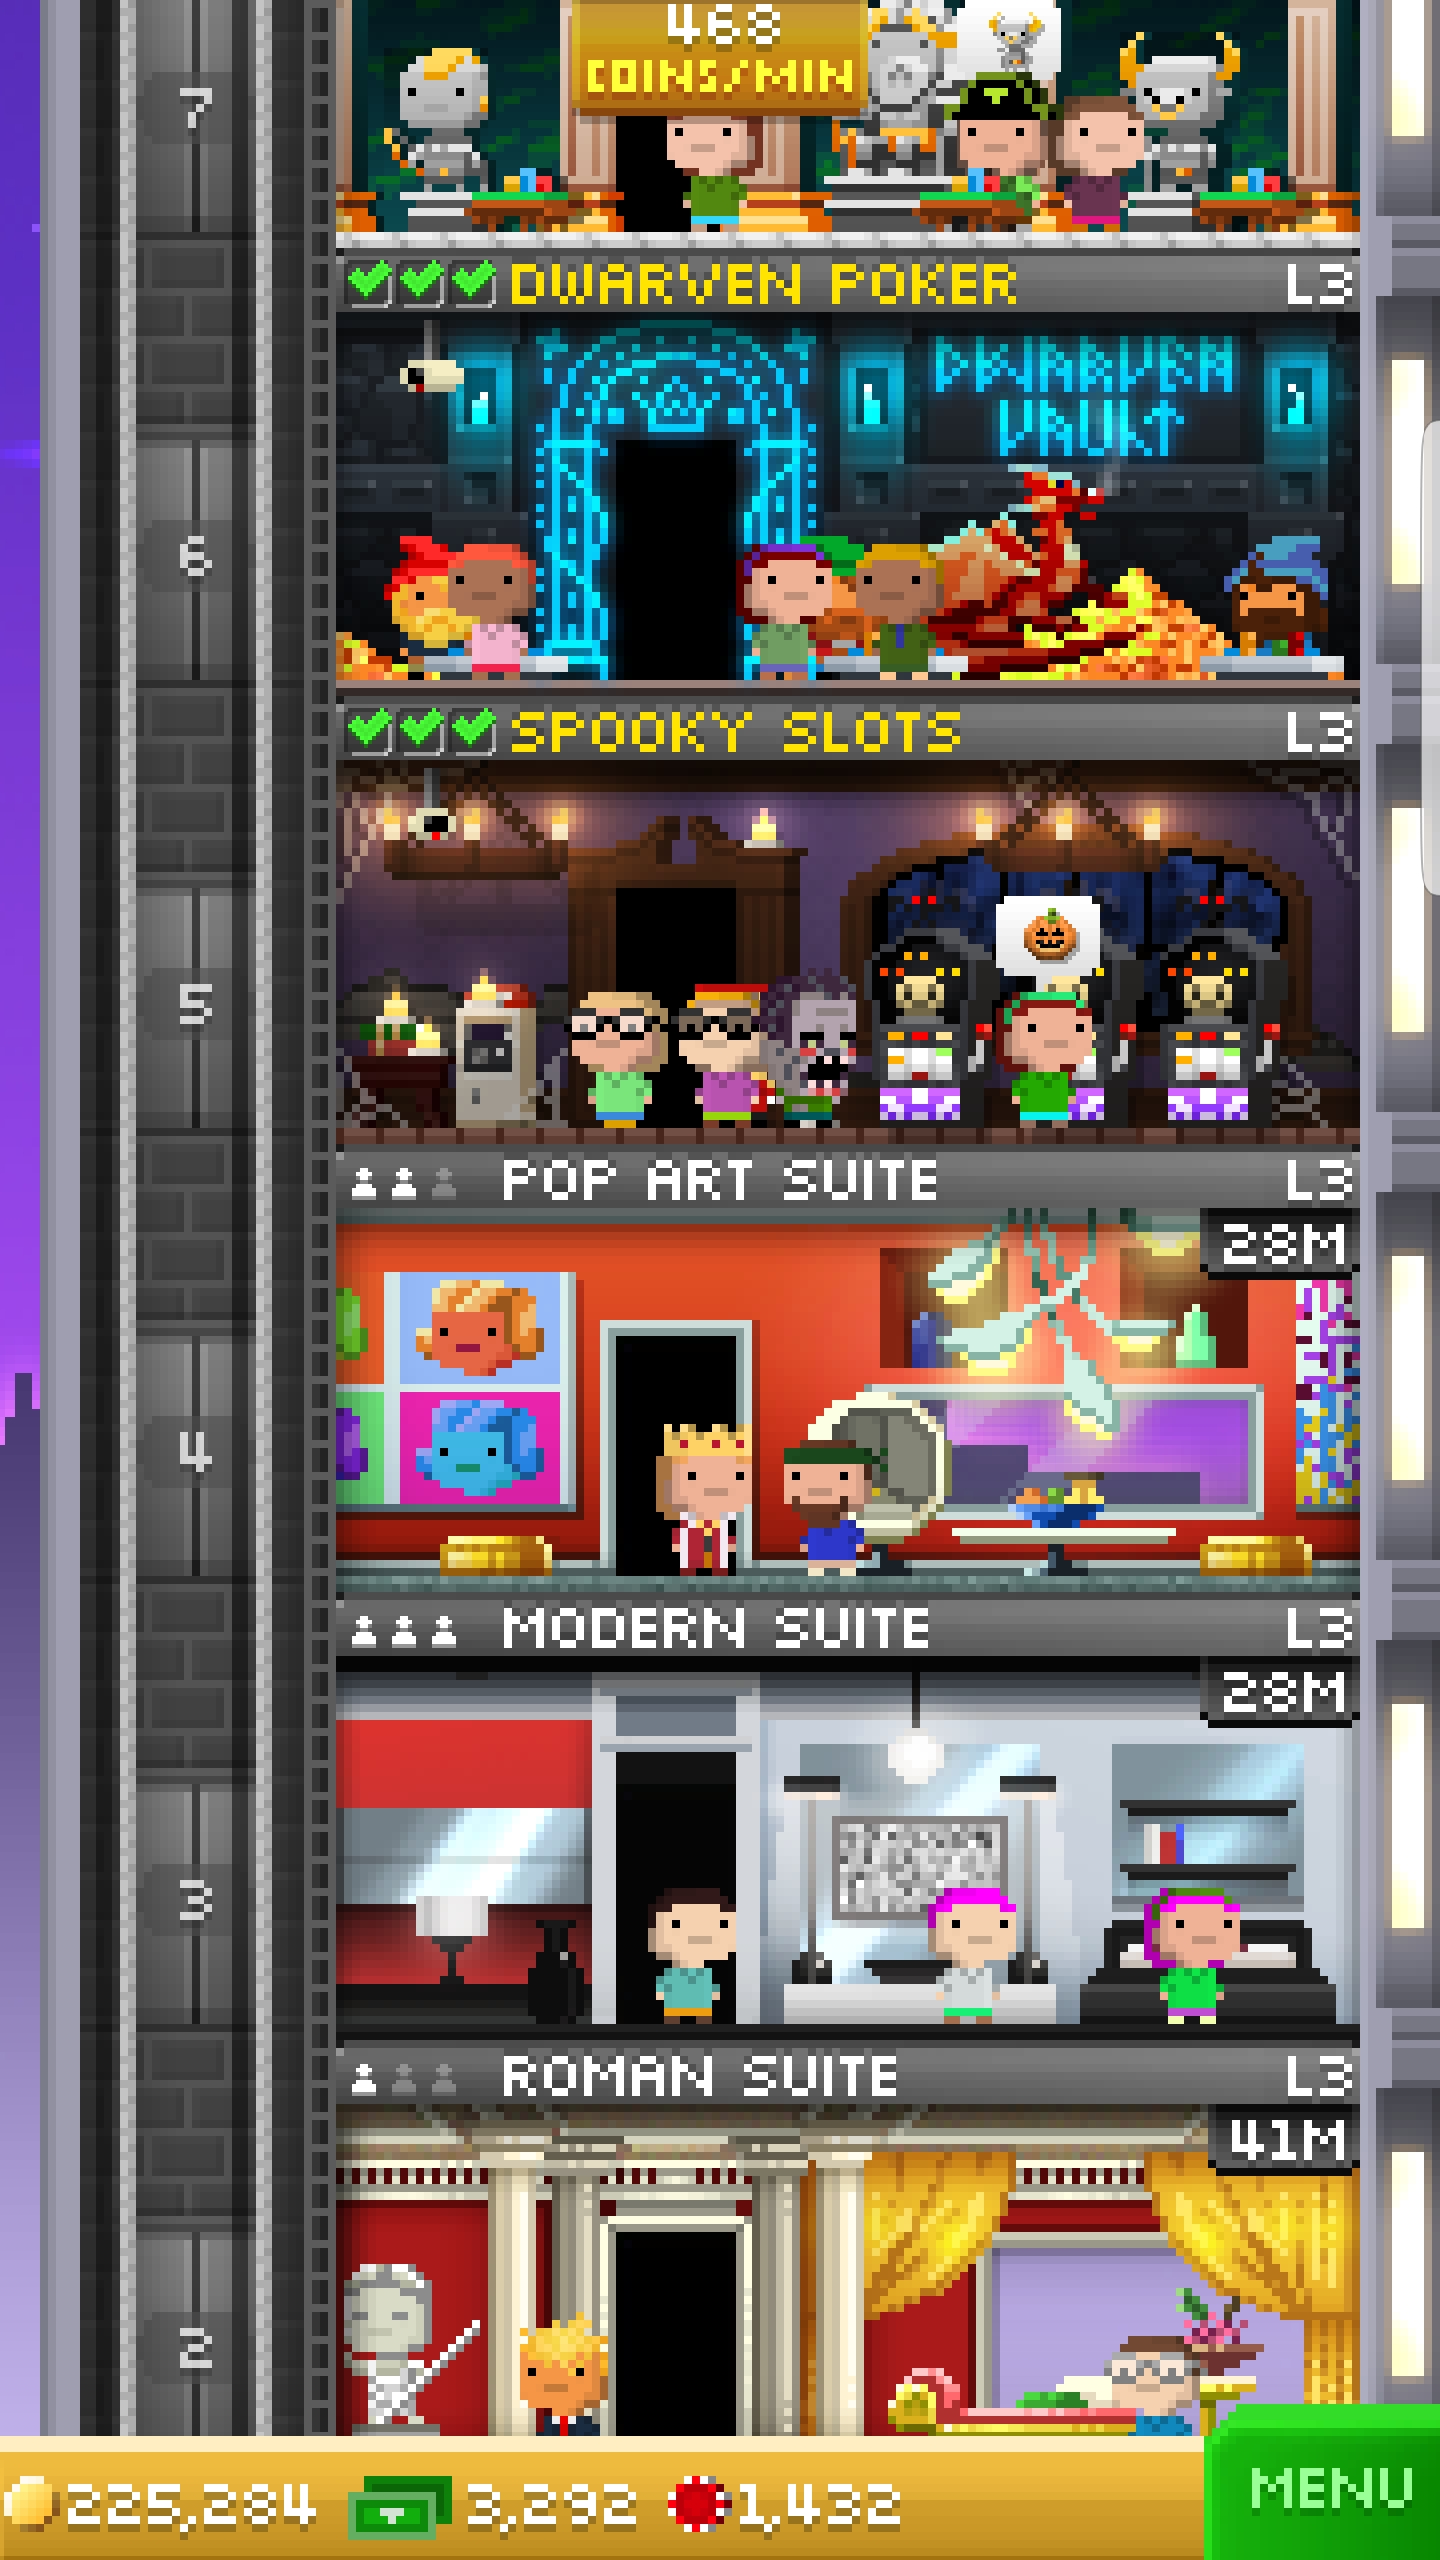 468
COINS/MIN
7
DWARVEN POKER L3
DWARVEN
VAULT
6
SPOOKY SLOTS L3
5
POP ART SUITE L3
28M
4
MODERN SUITE L3
28M
3
ROMAN SUITE L3
41M
2
225,284 3,292 1,432 MENU